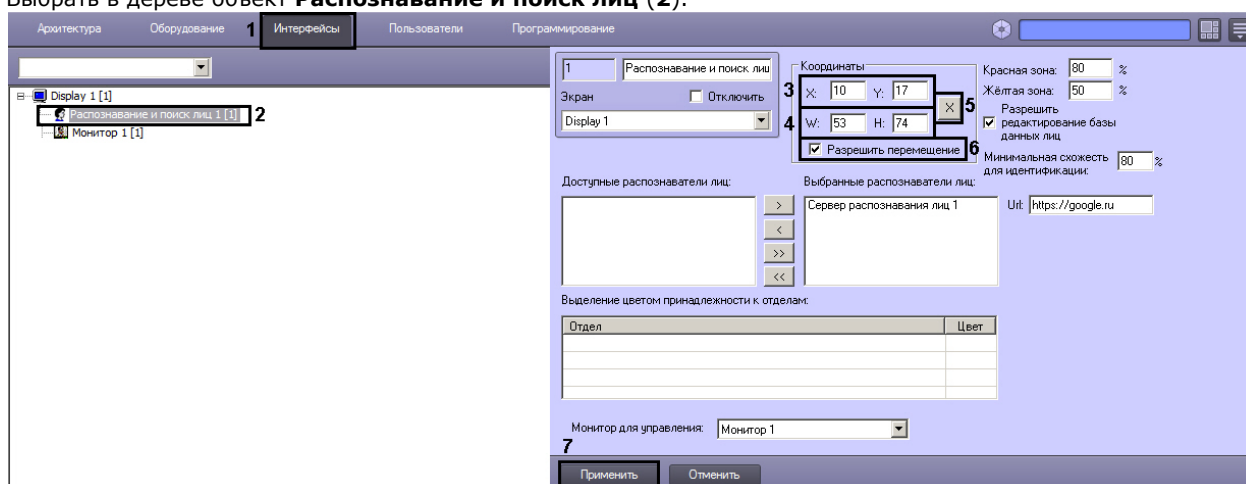 Выбрать в дереве объект Распознавание и поиск лиц (2).
Архитектура Оборудование 1 Интерфейсы Пользователи Программирование
Display 1 [1]
Распознавание и поиск лиц 1 [1] 2
Монитор 1 [1]
1 Распознавание и поиск лиц
Экран Отключить
Display 1
Координаты
3 X: 10 Y: 17
4 W: 53 H: 74
X 5
Разрешить перемещение 6
Красная зона: 80 %
Жёлтая зона: 50 %
Разрешить
редактирование базы
данных лиц
Минимальная схожесть 80 %
для идентификации:
Доступные распознаватели лиц:
Выбранные распознаватели лиц:
>
<
>>
<<
Сервер распознавания лиц 1
Url: https://google.ru
Выделение цветом принадлежности к отделам:
Отдел Цвет
Монитор для управления: Монитор 1
7
Применить Отменить